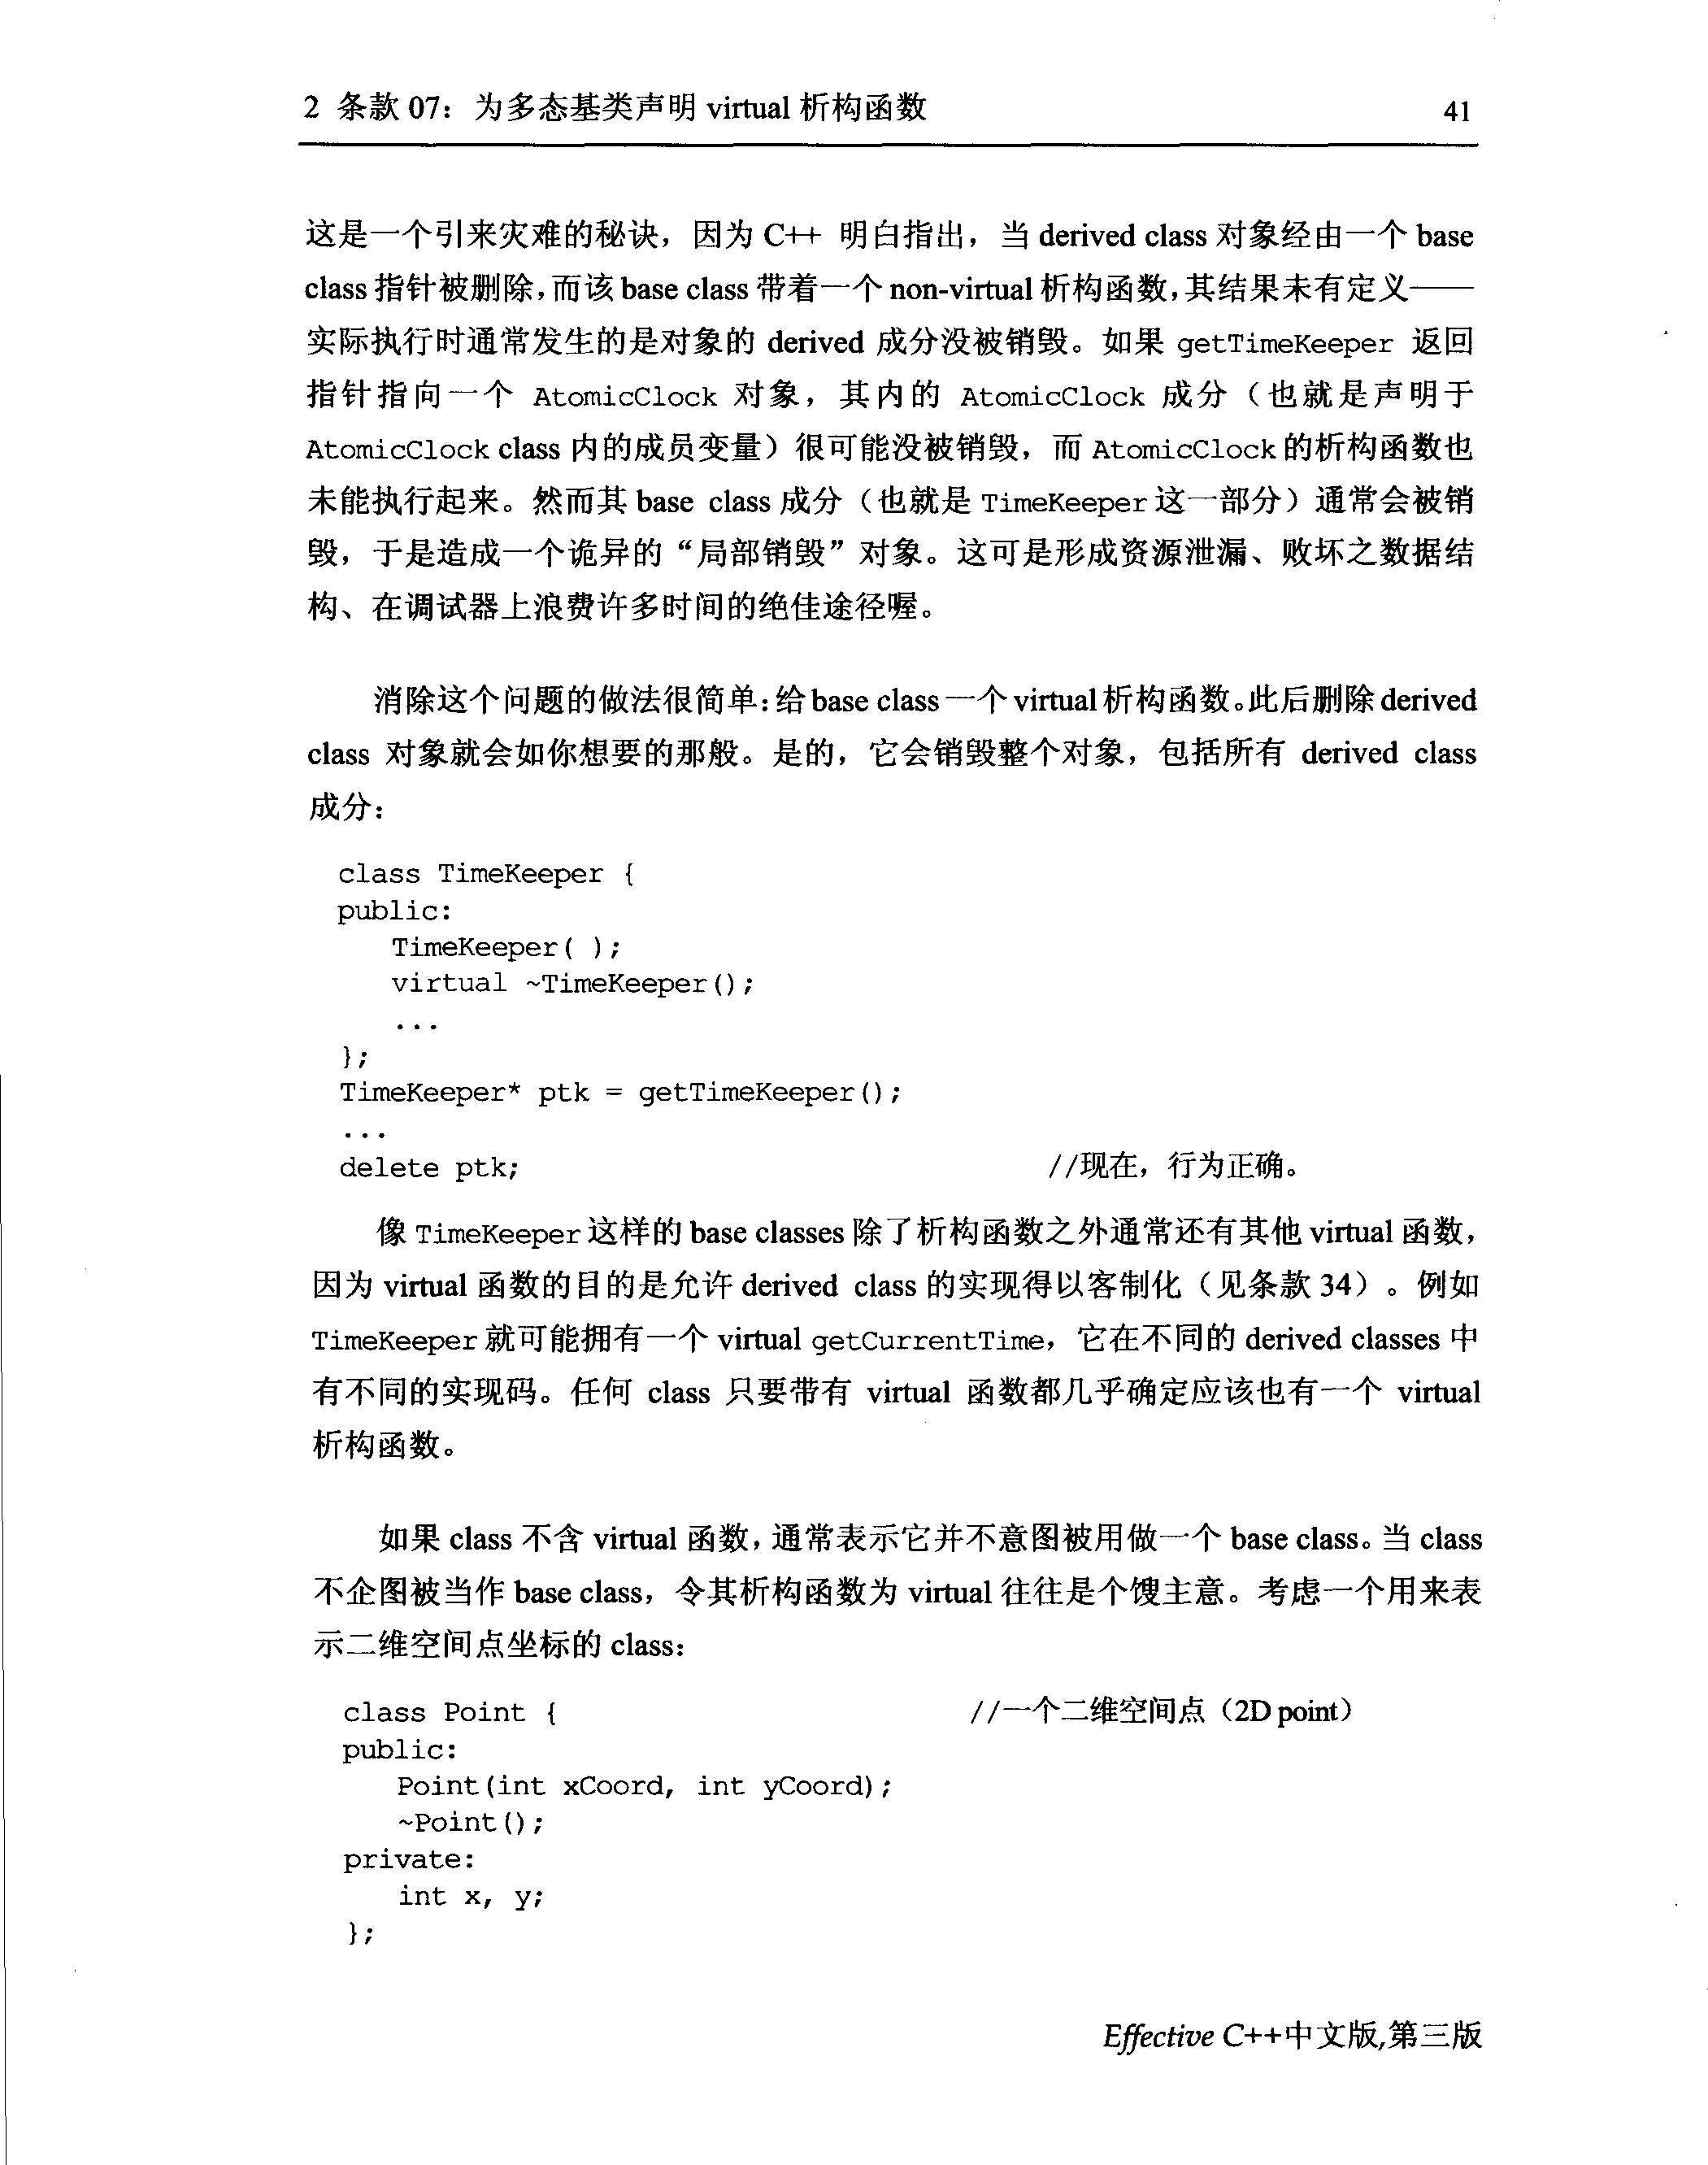 2 条款 07：为多态基类声明 virtual 析构函数 41
这是一个引来灾难的秘诀，因为 C++ 明白指出，当 derived class 对象经由一个 base
class 指针被删除，而该 base class 带着一个 non-virtual 析构函数，其结果未有定义——
实际执行时通常发生的是对象的 derived 成分没被销毁。如果 getTimeKeeper 返回
指针指向一个 AtomicClock 对象，其内的 AtomicClock 成分（也就是声明于
AtomicClock class 内的成员变量）很可能没被销毁，而 AtomicClock 的析构函数也
未能执行起来。然而其 base class 成分（也就是 TimeKeeper 这一部分）通常会被销
毁，于是造成一个诡异的“局部销毁”对象。这可是形成资源泄漏、败坏之数据结
构、在调试器上浪费许多时间的绝佳途径喔。
消除这个问题的做法很简单：给 base class 一个 virtual 析构函数。此后删除 derived
class 对象就会如你想要的那般。是的，它会销毁整个对象，包括所有 derived class
成分：
class TimeKeeper {
public:
TimeKeeper( );
virtual ~TimeKeeper();
...
};
TimeKeeper* ptk = getTimeKeeper();
...
delete ptk; //现在，行为正确。
像 TimeKeeper 这样的 base classes 除了析构函数之外通常还有其他 virtual 函数，
因为 virtual 函数的目的是允许 derived class 的实现得以客制化（见条款 34）。例如
TimeKeeper 就可能拥有一个 virtual getCurrentTime，它在不同的 derived classes 中
有不同的实现码。任何 class 只要带有 virtual 函数都几乎确定应该也有一个 virtual
析构函数。
如果 class 不含 virtual 函数，通常表示它并不意图被用做一个 base class。当 class
不企图被当作 base class，令其析构函数为 virtual 往往是个馊主意。考虑一个用来表
示二维空间点坐标的 class：
class Point { //一个二维空间点（2D point）
public:
Point(int xCoord, int yCoord);
~Point();
private:
int x, y;
};
Effective C++中文版,第三版